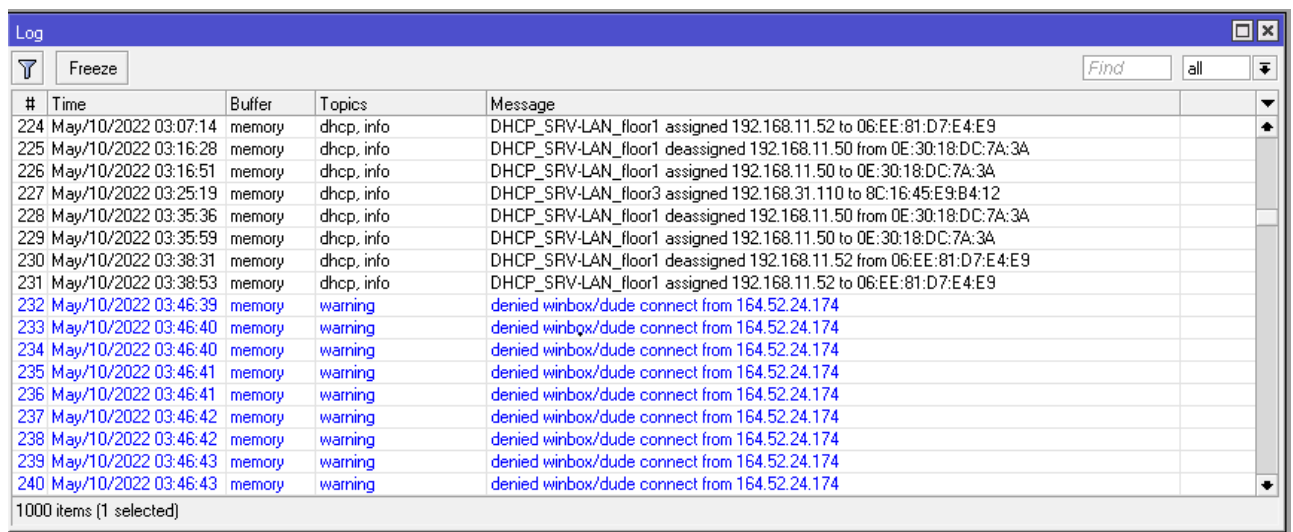 Log
Freeze Find all
# Time Buffer Topics Message
224 May/10/2022 03:07:14 memory dhcp, info DHCP_SRV-LAN_floor1 assigned 192.168.11.52 to 06:EE:81:D7:E4:E9
225 May/10/2022 03:16:28 memory dhcp, info DHCP_SRV-LAN_floor1 deassigned 192.168.11.50 from 0E:30:18:DC:7A:3A
226 May/10/2022 03:16:51 memory dhcp, info DHCP_SRV-LAN_floor1 assigned 192.168.11.50 to 0E:30:18:DC:7A:3A
227 May/10/2022 03:25:19 memory dhcp, info DHCP_SRV-LAN_floor3 assigned 192.168.31.110 to 8C:16:45:E9:B4:12
228 May/10/2022 03:35:36 memory dhcp, info DHCP_SRV-LAN_floor1 deassigned 192.168.11.50 from 0E:30:18:DC:7A:3A
229 May/10/2022 03:35:59 memory dhcp, info DHCP_SRV-LAN_floor1 assigned 192.168.11.50 to 0E:30:18:DC:7A:3A
230 May/10/2022 03:38:31 memory dhcp, info DHCP_SRV-LAN_floor1 deassigned 192.168.11.52 from 06:EE:81:D7:E4:E9
231 May/10/2022 03:38:53 memory dhcp, info DHCP_SRV-LAN_floor1 assigned 192.168.11.52 to 06:EE:81:D7:E4:E9
232 May/10/2022 03:46:39 memory warning denied winbox/dude connect from 164.52.24.174
233 May/10/2022 03:46:40 memory warning denied winbox/dude connect from 164.52.24.174
234 May/10/2022 03:46:40 memory warning denied winbox/dude connect from 164.52.24.174
235 May/10/2022 03:46:41 memory warning denied winbox/dude connect from 164.52.24.174
236 May/10/2022 03:46:41 memory warning denied winbox/dude connect from 164.52.24.174
237 May/10/2022 03:46:42 memory warning denied winbox/dude connect from 164.52.24.174
238 May/10/2022 03:46:42 memory warning denied winbox/dude connect from 164.52.24.174
239 May/10/2022 03:46:43 memory warning denied winbox/dude connect from 164.52.24.174
240 May/10/2022 03:46:43 memory warning denied winbox/dude connect from 164.52.24.174
1000 items (1 selected)